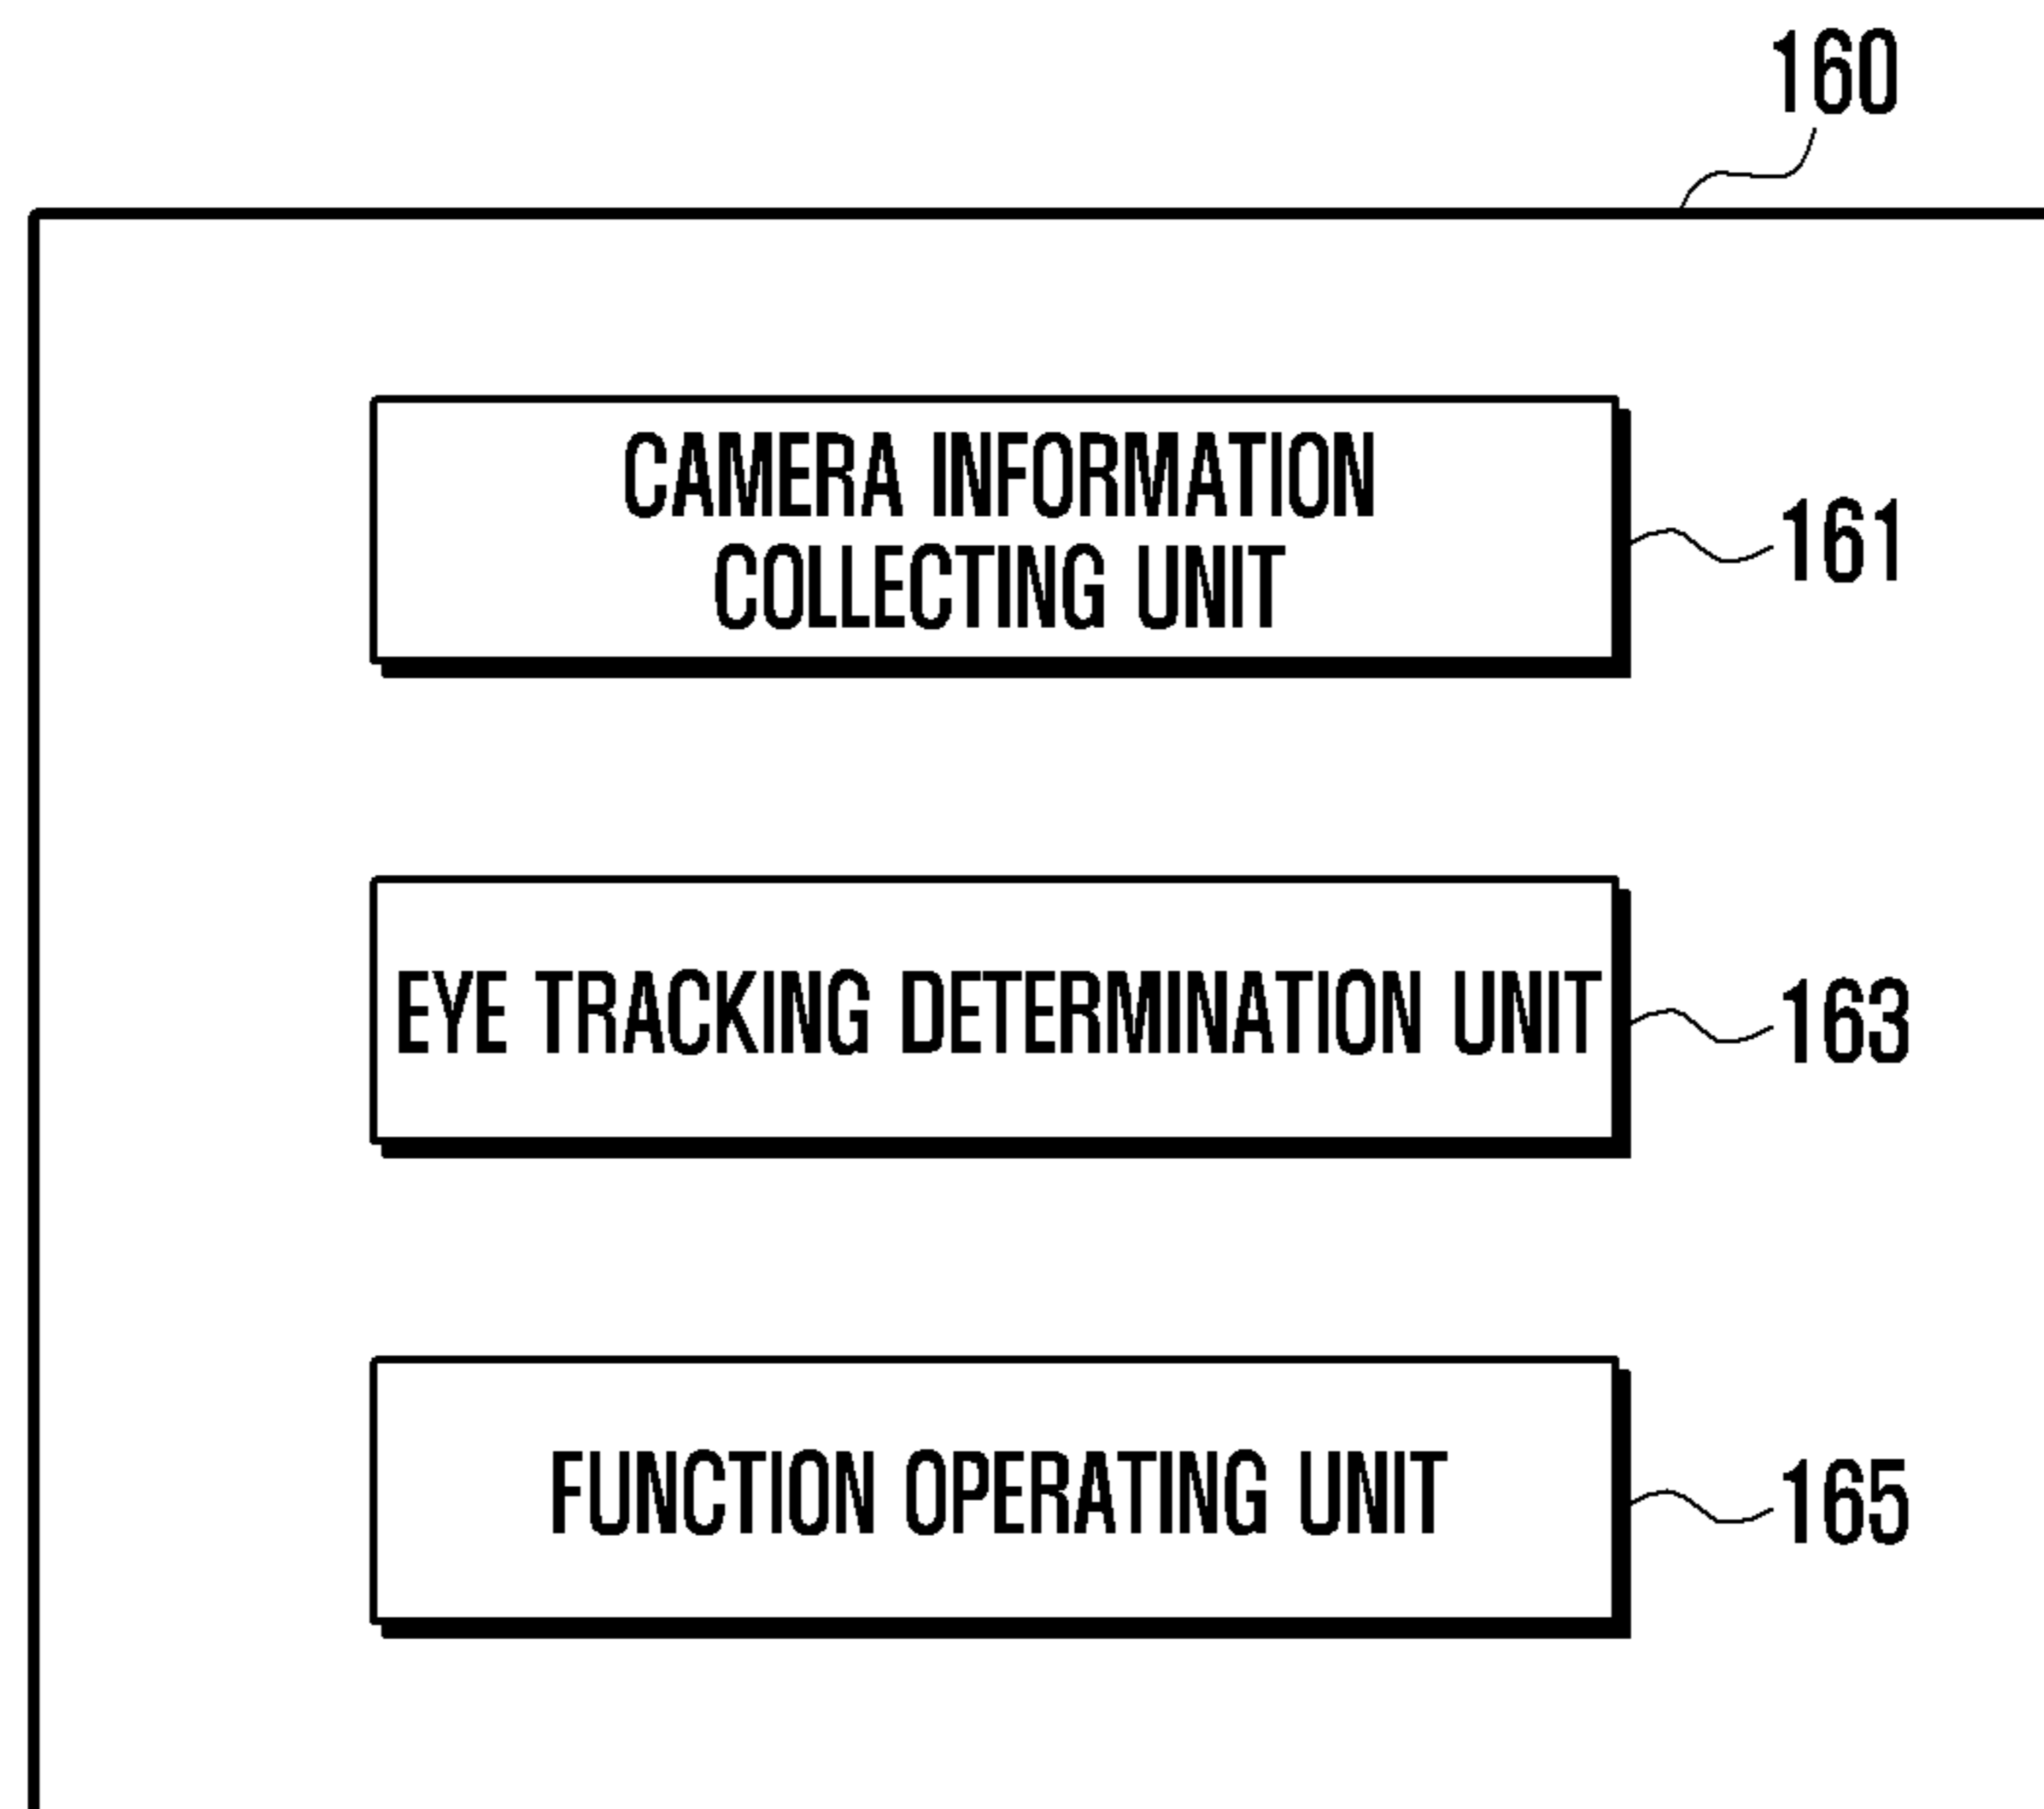 160
CAMERA INFORMATION
COLLECTING UNIT
161
EYE TRACKING DETERMINATION UNIT
163
FUNCTION OPERATING UNIT
165